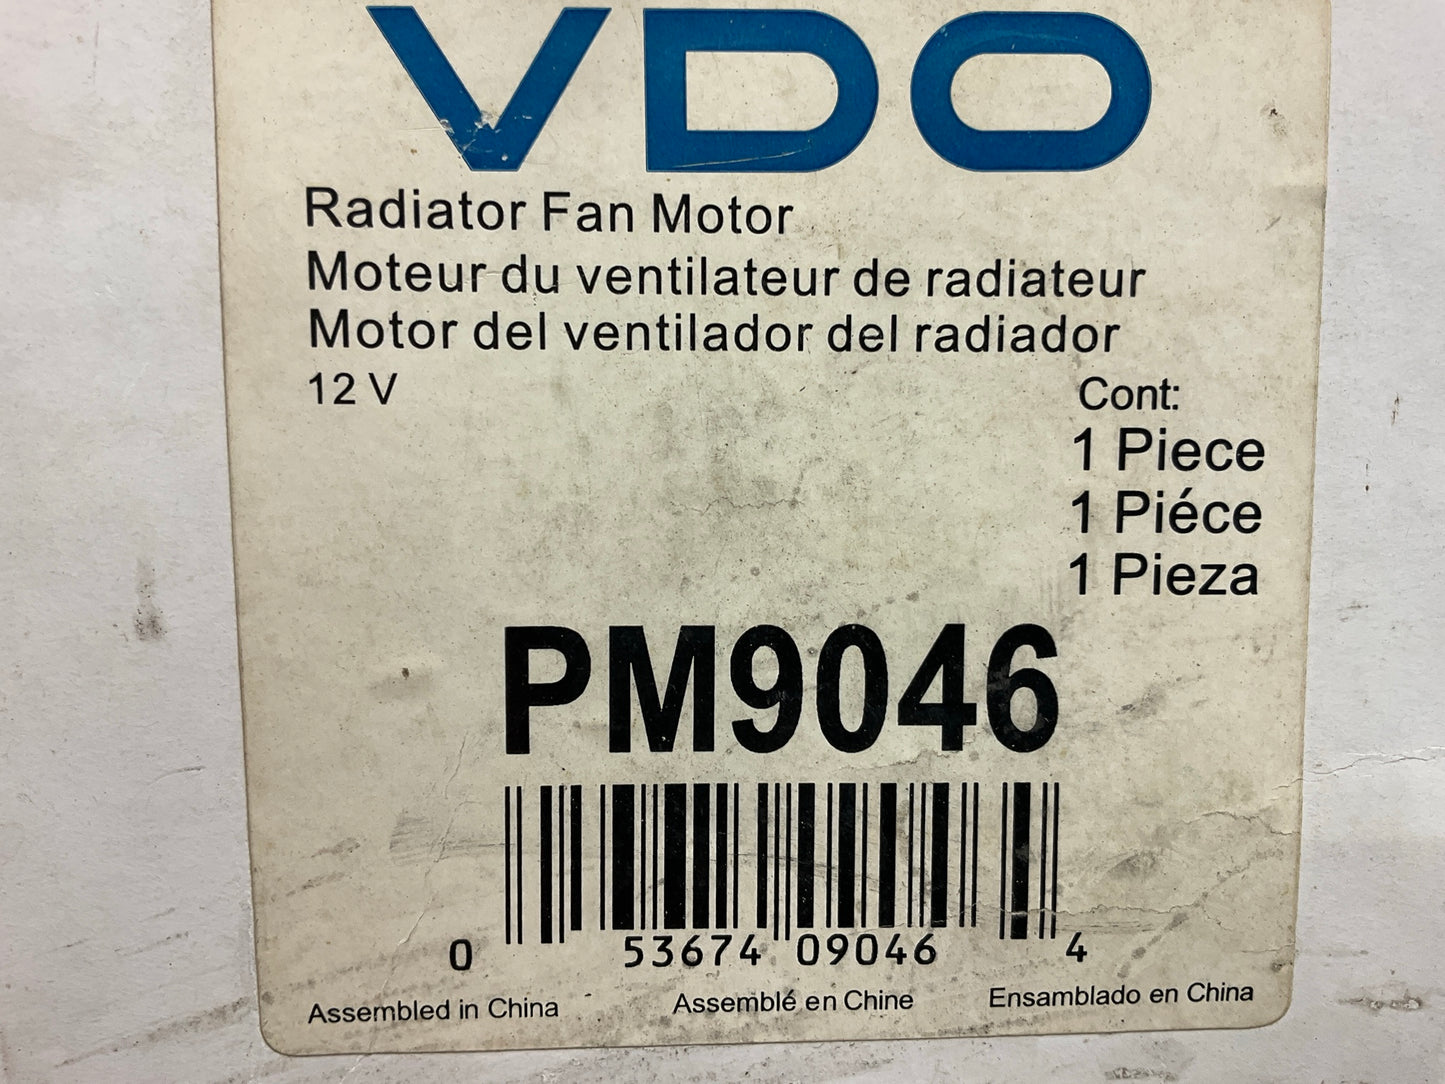 VDO
Radiator Fan Motor
Moteur du ventilateur de radiateur
Motor del ventilador del radiador
12 V
Cont:
1 Piece
1 Piéce
1 Pieza
PM9046
0 53674 09046 4
Assembled in China Assemblé en Chine Ensamblado en China